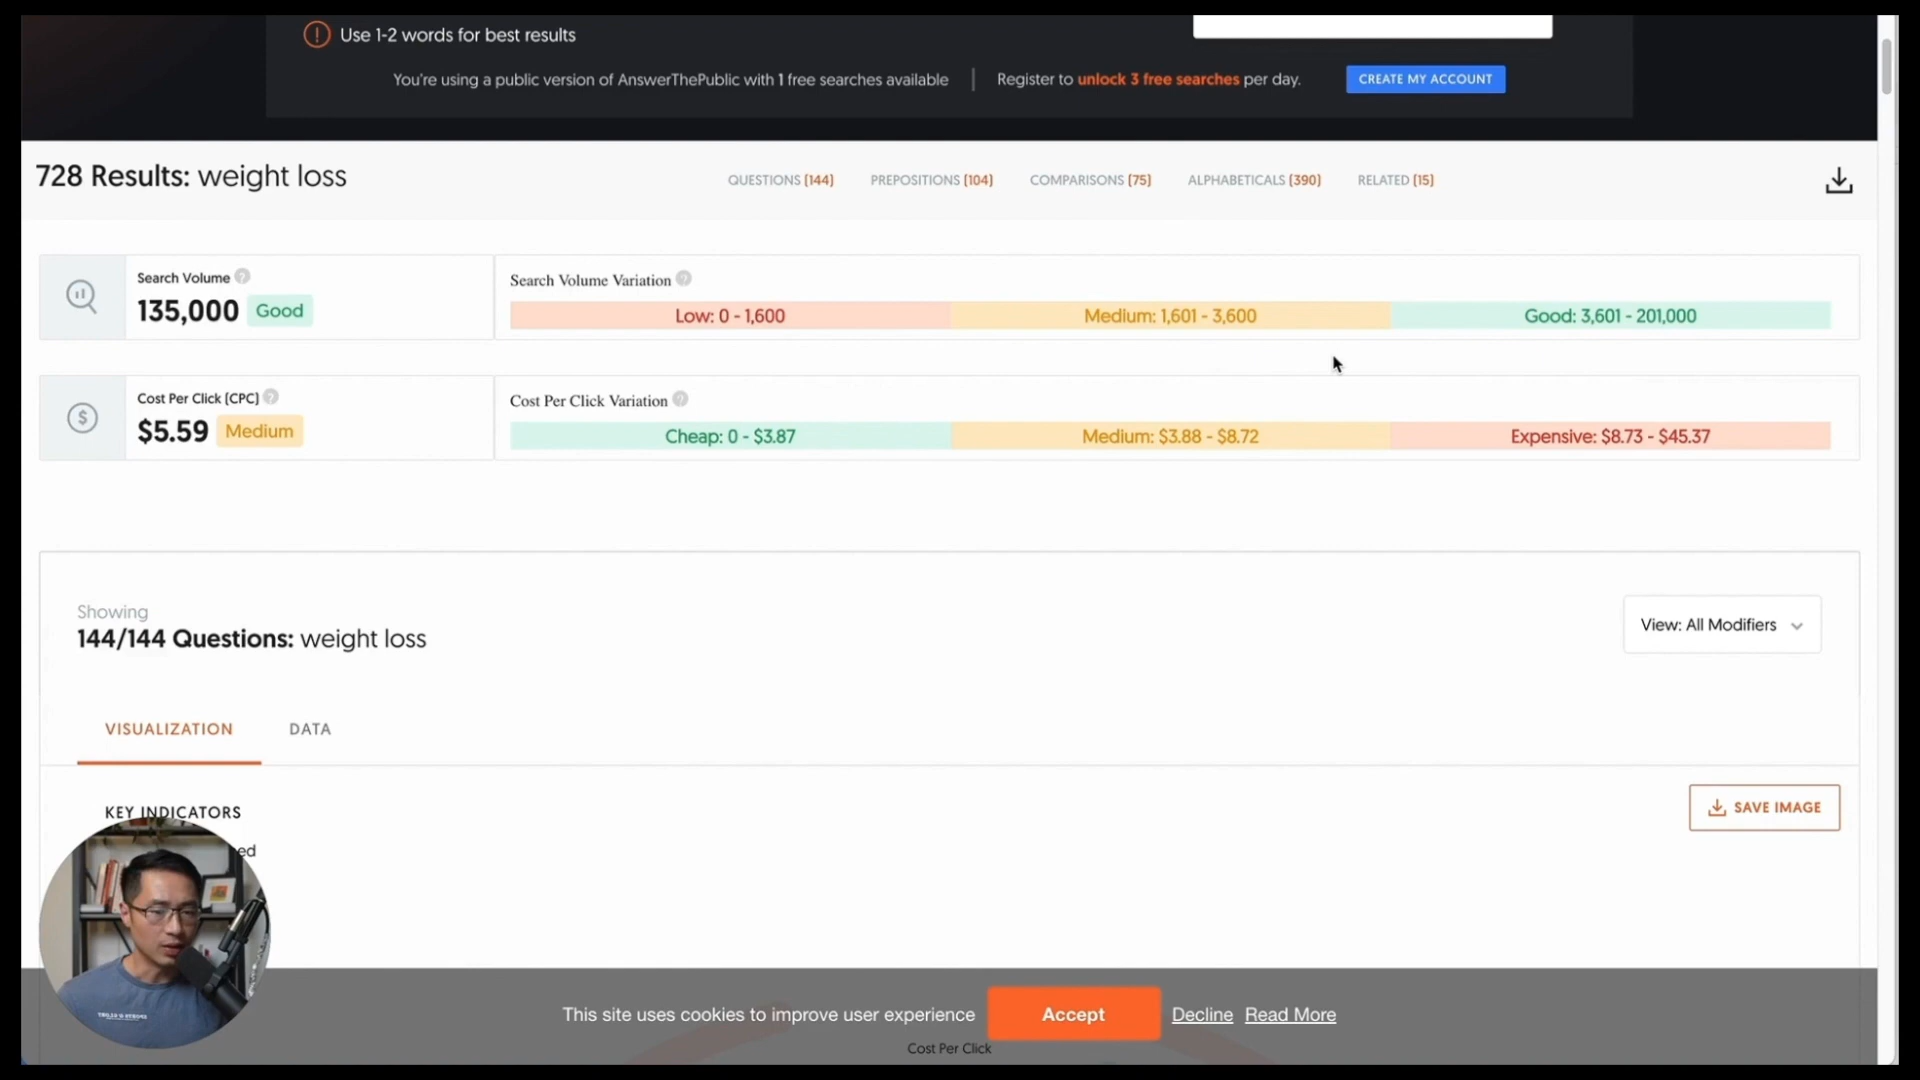 Use 1-2 words for best results
You're using a public version of AnswerThePublic with 1 free searches available
Register to unlock 3 free searches per day.
CREATE MY ACCOUNT
728 Results: weight loss
QUESTIONS (144)
PREPOSITIONS (104)
COMPARISONS (75)
ALPHABETICALS (390)
RELATED (15)
Search Volume ?
135,000 Good
Search Volume Variation ?
Low: 0 - 1,600
Medium: 1,601 - 3,600
Good: 3,601 - 201,000
Cost Per Click (CPC) ?
$5.59 Medium
Cost Per Click Variation ?
Cheap: 0 - $3.87
Medium: $3.88 - $8.72
Expensive: $8.73 - $45.37
Showing
144/144 Questions: weight loss
View: All Modifiers
VISUALIZATION
DATA
KEY INDICATORS
SAVE IMAGE
ed
This site uses cookies to improve user experience
Accept
Decline
Read More
Cost Per Click